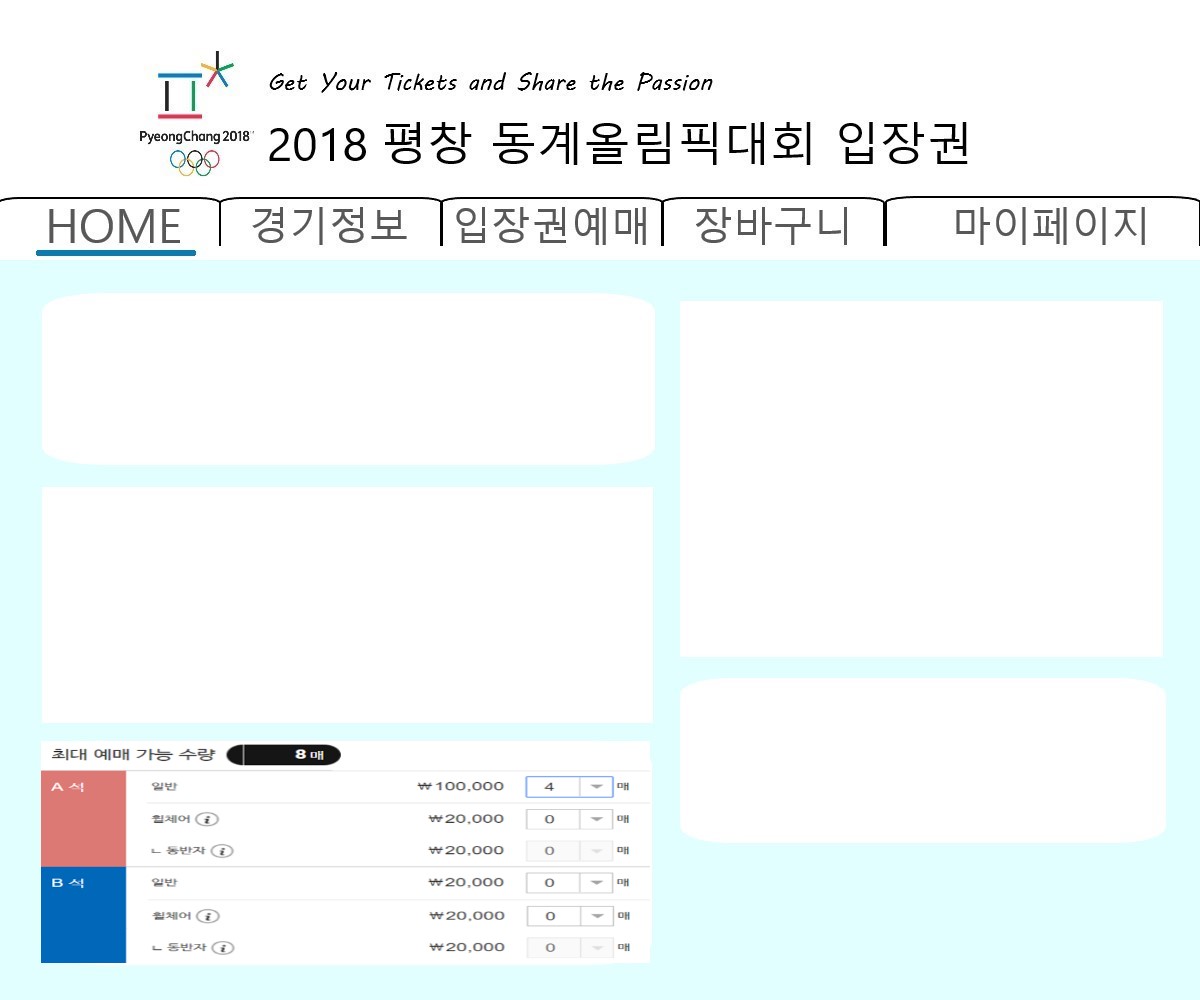 Get Your Tickets and Share the Passion
PyeongChang 2018
2018 평창 동계올림픽대회 입장권
HOME 경기정보 입장권예매 장바구니 마이페이지
최대 예매 가능 수량 8 매
A 석 일반 ₩100,000 4 매
휠체어 i ₩20,000 0 매
ㄴ 동반자 i ₩20,000 0 매
B 석 일반 ₩20,000 0 매
휠체어 i ₩20,000 0 매
ㄴ 동반자 i ₩20,000 0 매